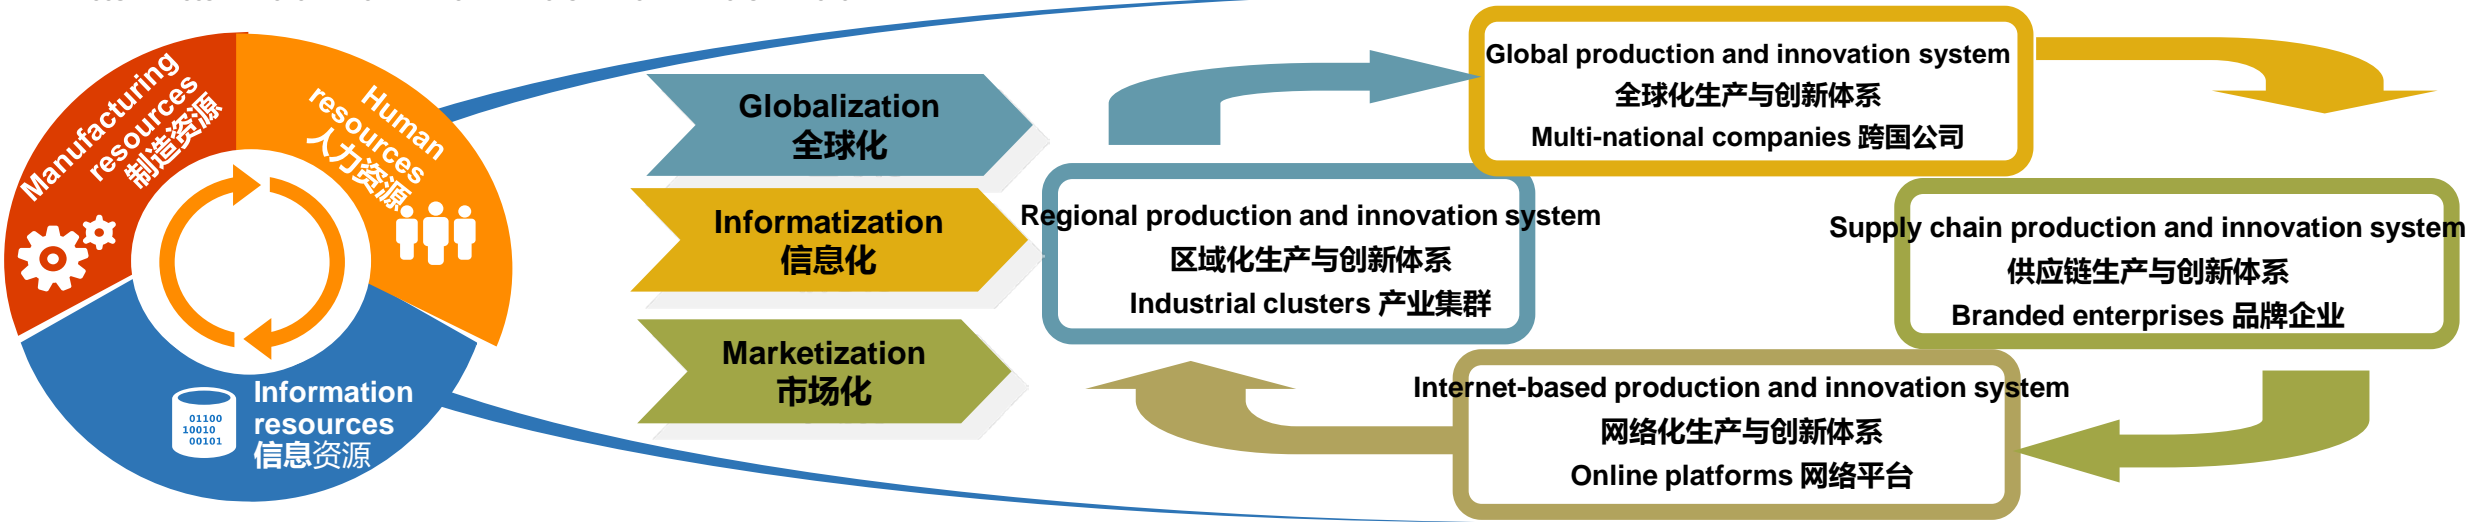 Manufacturing
resources
制造资源
Human
resources
人力资源
01100
10010
00101
Information
resources
信息资源
Globalization
全球化
Informatization
信息化
Marketization
市场化
Global production and innovation system
全球化生产与创新体系
Multi-national companies 跨国公司
Regional production and innovation system
区域化生产与创新体系
Industrial clusters 产业集群
Supply chain production and innovation system
供应链生产与创新体系
Branded enterprises 品牌企业
Internet-based production and innovation system
网络化生产与创新体系
Online platforms 网络平台